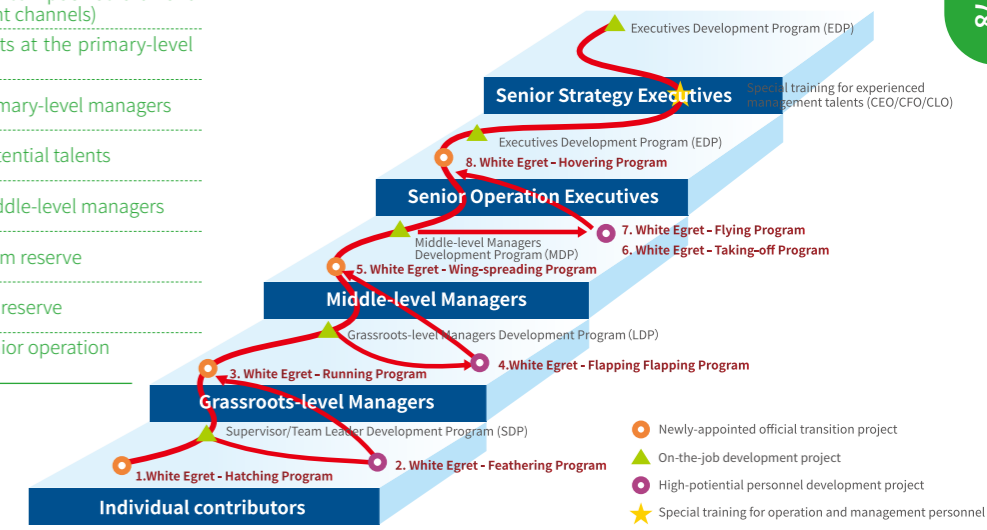 nt channels)
ts at the primary-level
mary-level managers
tential talents
ddle-level managers
m reserve
reserve
ior operation
78
Executives Development Program (EDP)
Senior Strategy Executives
Special training for experienced
management talents (CEO/CFO/CLO)
Executives Development Program (EDP)
8. White Egret - Hovering Program
Senior Operation Executives
7. White Egret - Flying Program
6. White Egret - Taking-off Program
Middle-level Managers
Development Program (MDP)
5. White Egret - Wing-spreading Program
Middle-level Managers
Grassroots-level Managers Development Program (LDP)
4.White Egret - Flapping Flapping Program
3. White Egret - Running Program
Grassroots-level Managers
Supervisor/Team Leader Development Program (SDP)
2. White Egret - Feathering Program
1.White Egret - Hatching Program
Individual contributors
Newly-appointed official transition project
On-the-job development project
High-potiential personnel development project
Special training for operation and management personnel